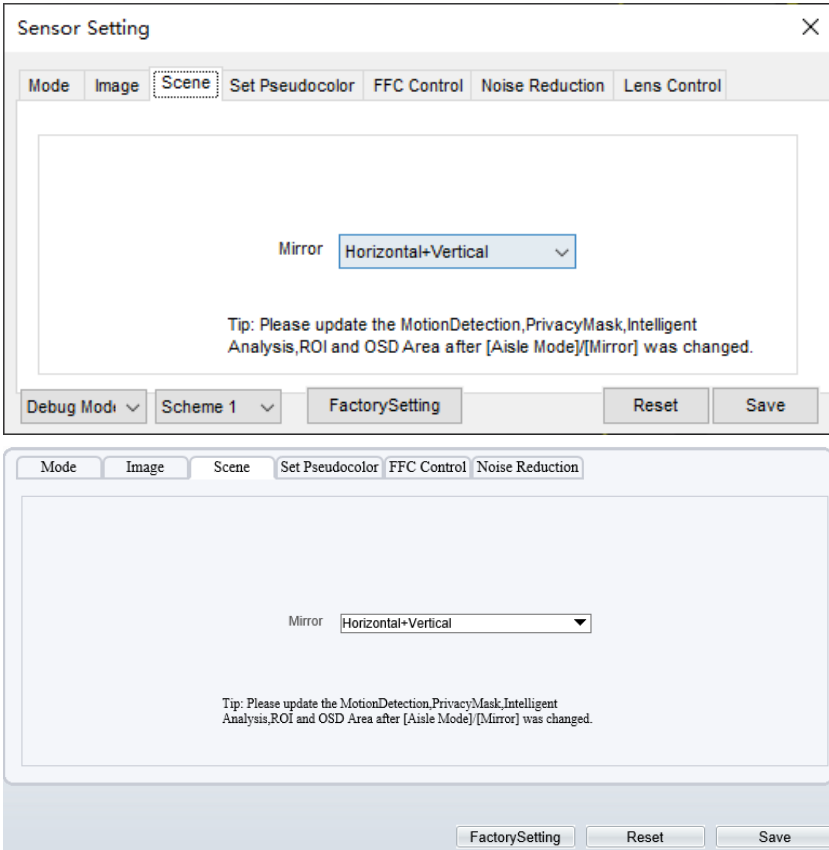 Sensor Setting
Mode Image Scene Set Pseudocolor FFC Control Noise Reduction Lens Control
Mirror Horizontal+Vertical
Tip: Please update the MotionDetection,PrivacyMask,Intelligent
Analysis,ROI and OSD Area after [Aisle Mode]/[Mirror] was changed.
Debug Mod Scheme 1 FactorySetting Reset Save
Mode Image Scene Set Pseudocolor FFC Control Noise Reduction
Mirror Horizontal+Vertical
Tip: Please update the MotionDetection,PrivacyMask,Intelligent
Analysis,ROI and OSD Area after [Aisle Mode]/[Mirror] was changed.
FactorySetting Reset Save